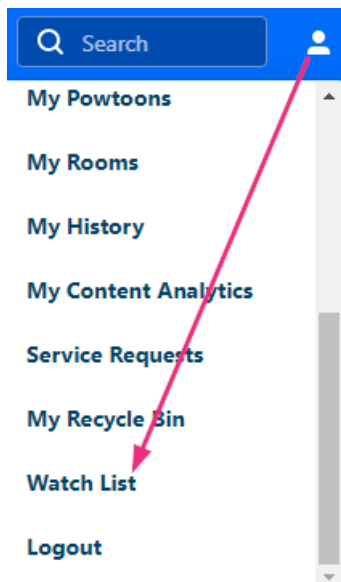 Search
My Powtoons
My Rooms
My History
My Content Analytics
Service Requests
My Recycle Bin
Watch List
Logout